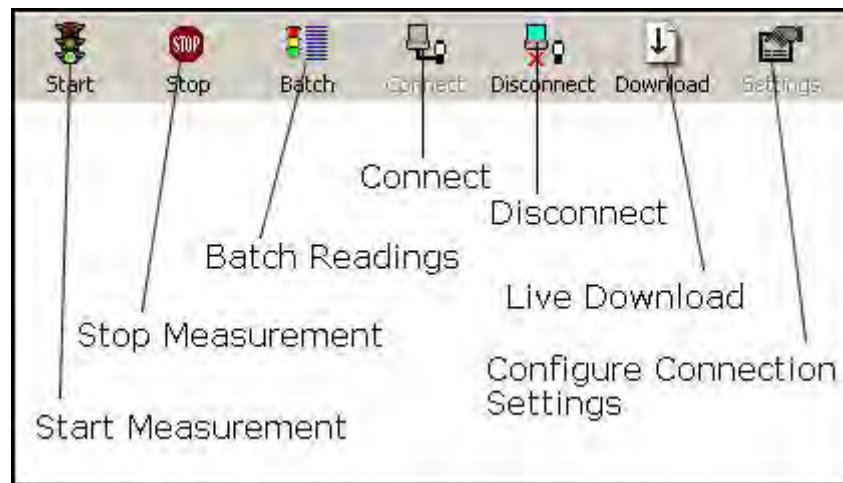 STOP
Start Stop Batch Connect Disconnect Download Settings
Connect
Disconnect
Batch Readings
Live Download
Stop Measurement
Configure Connection
Settings
Start Measurement